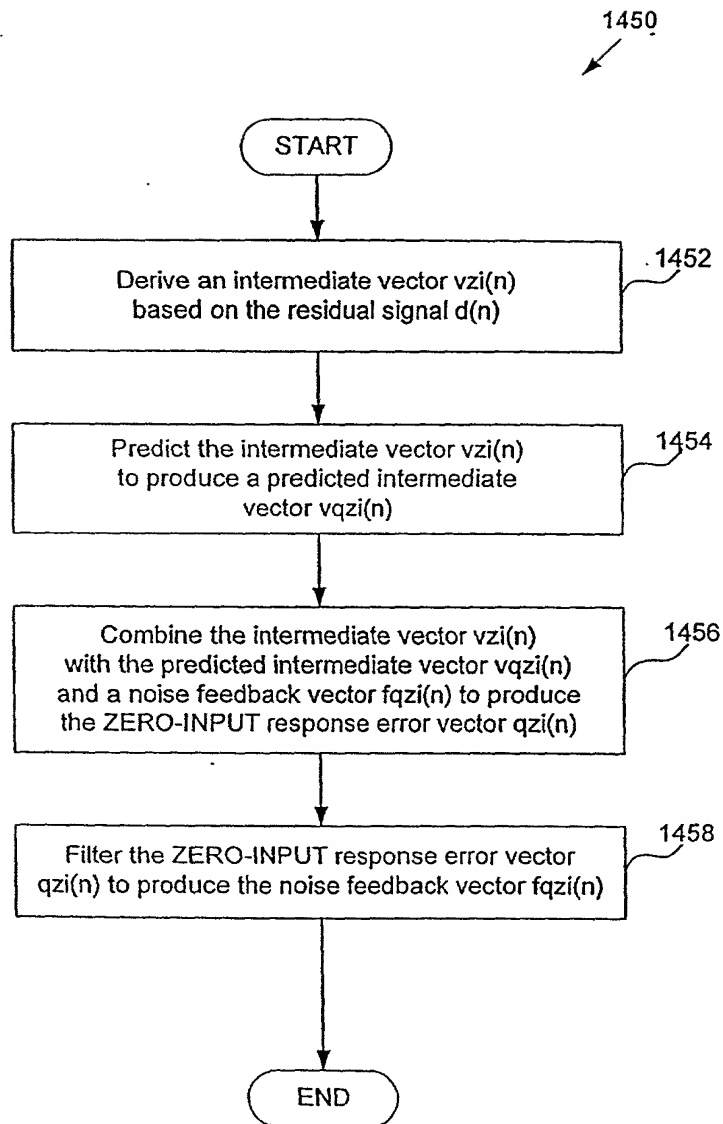 1450
START
1452
Derive an intermediate vector vzi(n)
based on the residual signal d(n)
1454
Predict the intermediate vector vzi(n)
to produce a predicted intermediate
vector vqzi(n)
1456
Combine the intermediate vector vzi(n)
with the predicted intermediate vector vqzi(n)
and a noise feedback vector fqzi(n) to produce
the ZERO-INPUT response error vector qzi(n)
1458
Filter the ZERO-INPUT response error vector
qzi(n) to produce the noise feedback vector fqzi(n)
END